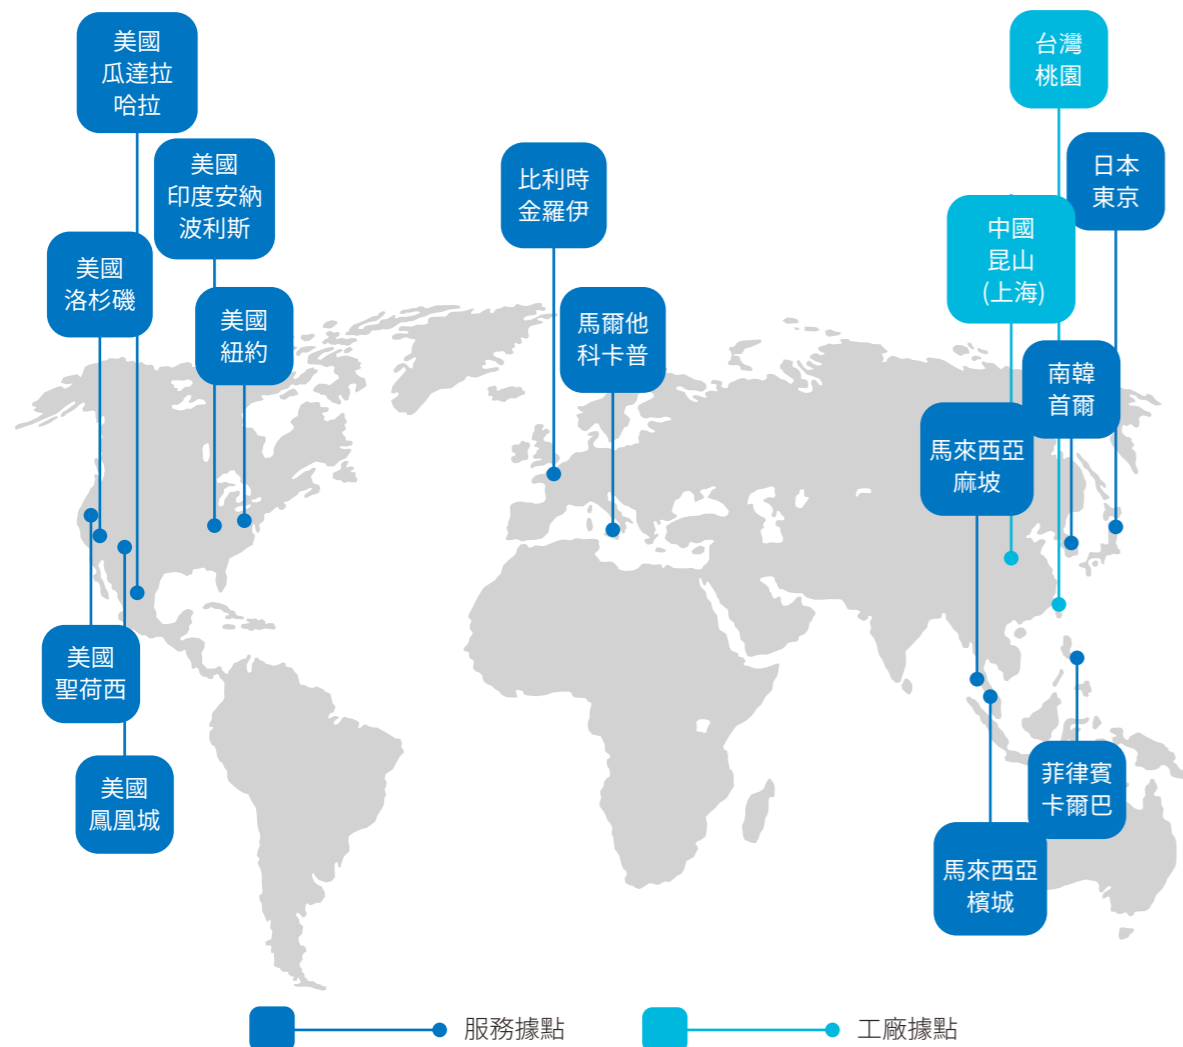 美國
瓜達拉
哈拉
美國
印度安納
波利斯
美國
洛杉磯
美國
紐約
美國
聖荷西
美國
鳳凰城
比利時
金羅伊
馬爾他
科卡普
台灣
桃園
日本
東京
中國
昆山
(上海)
南韓
首爾
馬來西亞
麻坡
菲律賓
卡爾巴
馬來西亞
檳城
服務據點
工廠據點